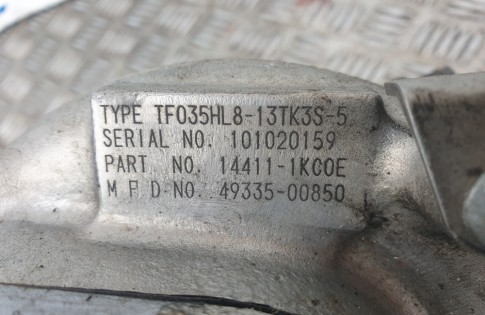 TYPE TF035HL8-13TK3S-5
SERIAL NO. 101020159
PART NO. 14411-1KC0E
M F D-NO. 49335-00850